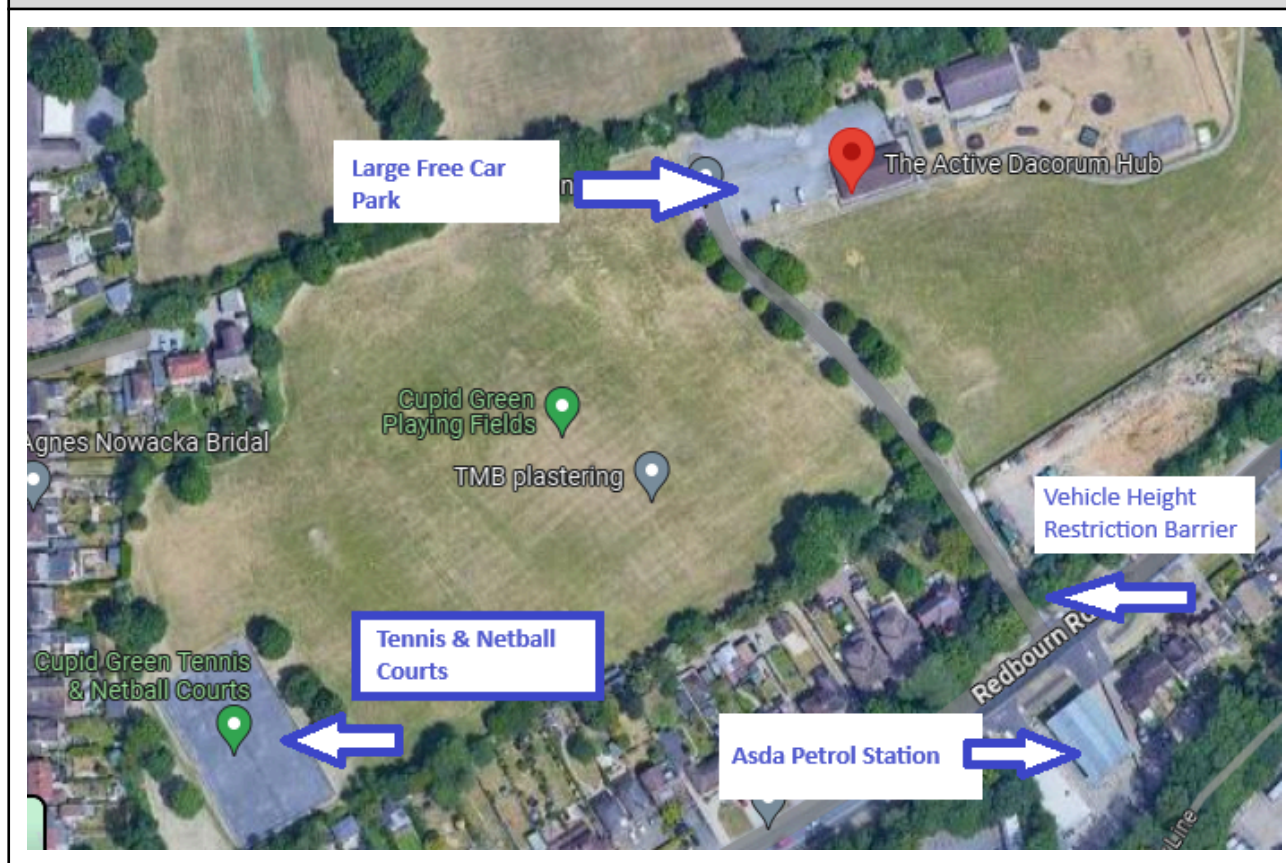 Large Free Car
Park
The Active Dacorum Hub
Cupid Green
Playing Fields
Agnes Nowacka Bridal
TMB plastering
Vehicle Height
Restriction Barrier
Tennis & Netball
Courts
Cupid Green Tennis
& Netball Courts
Redbourn
Asda Petrol Station